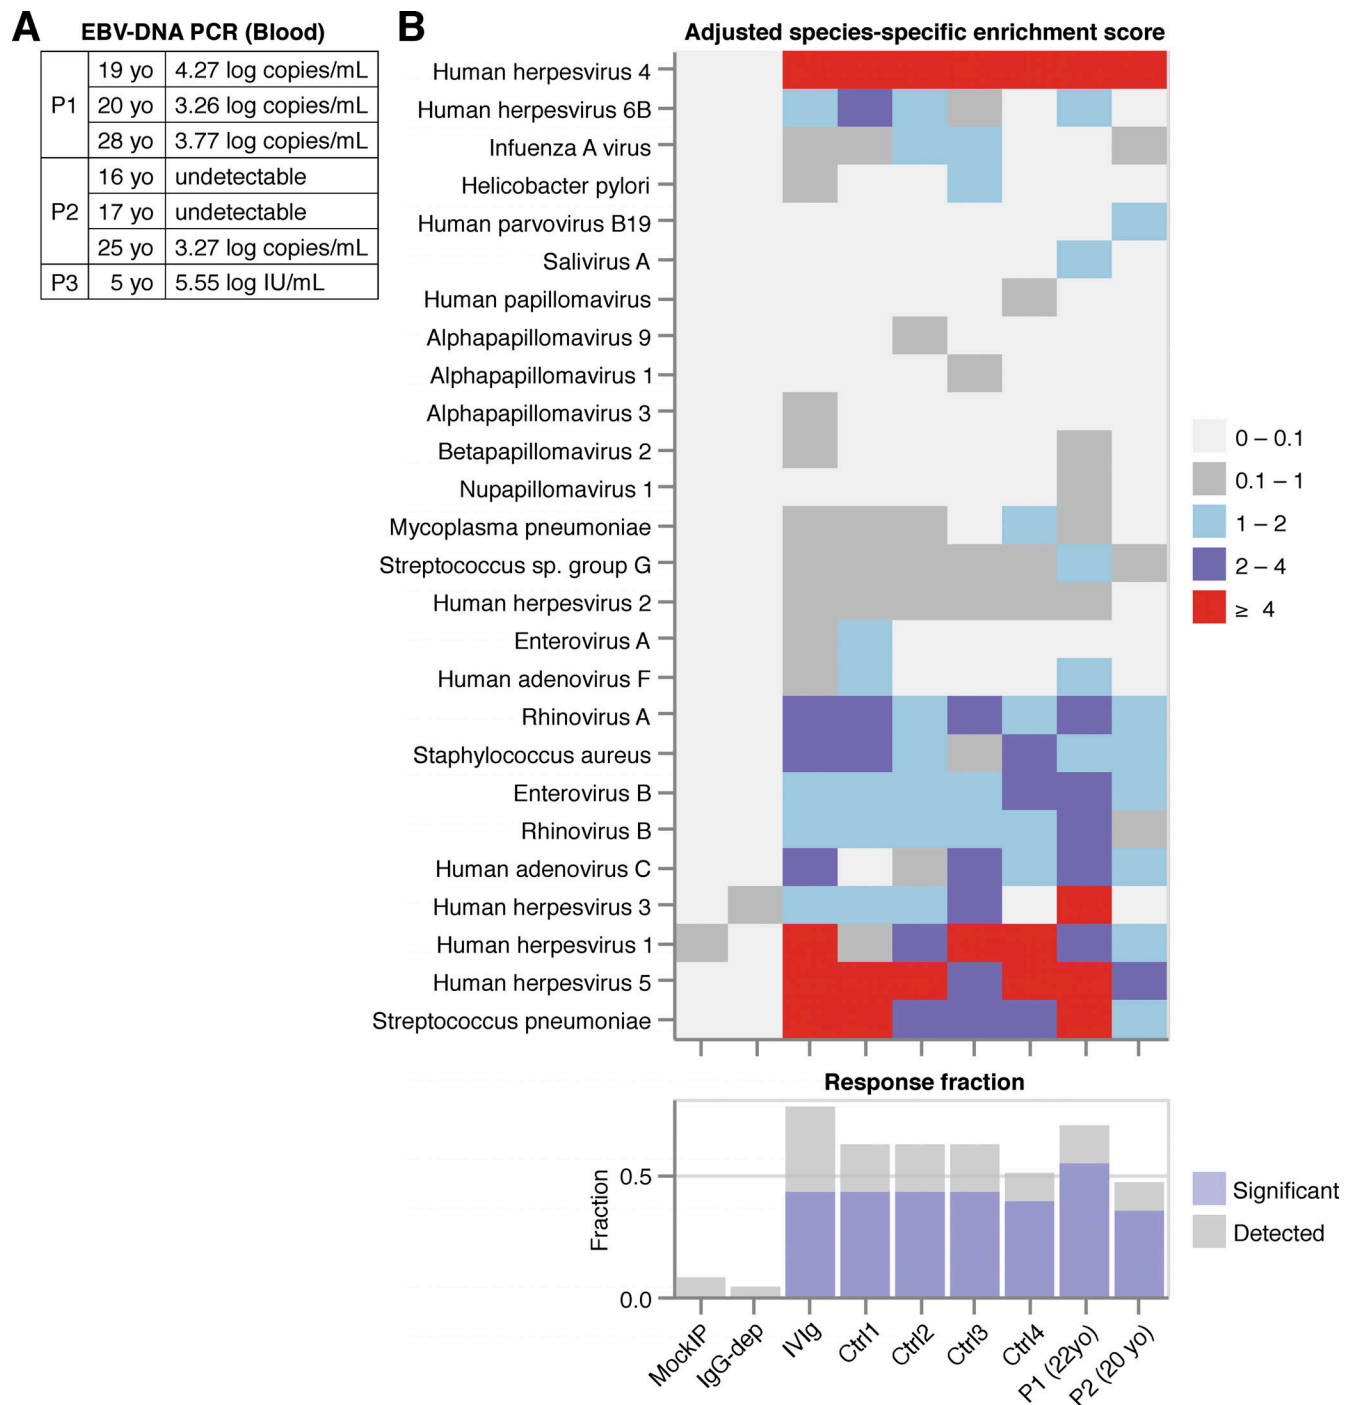 A
EBV-DNA PCR (Blood)
P1
19 yo 4.27 log copies/mL
20 yo 3.26 log copies/mL
28 yo 3.77 log copies/mL
P2
16 yo undetectable
17 yo undetectable
25 yo 3.27 log copies/mL
P3 5 yo 5.55 log IU/mL
B
Adjusted species-specific enrichment score
Human herpesvirus 4
Human herpesvirus 6B
Infuenza A virus
Helicobacter pylori
Human parvovirus B19
Salivirus A
Human papillomavirus
Alphapapillomavirus 9
Alphapapillomavirus 1
Alphapapillomavirus 3
Betapapillomavirus 2
Nupapillomavirus 1
Mycoplasma pneumoniae
Streptococcus sp. group G
Human herpesvirus 2
Enterovirus A
Human adenovirus F
Rhinovirus A
Staphylococcus aureus
Enterovirus B
Rhinovirus B
Human adenovirus C
Human herpesvirus 3
Human herpesvirus 1
Human herpesvirus 5
Streptococcus pneumoniae
0 – 0.1
0.1 – 1
1 – 2
2 – 4
≥ 4
Response fraction
Fraction
0.5
0.0
Significant
Detected
MockIP
IgG-dep
IVIg
Ctrl1
Ctrl2
Ctrl3
Ctrl4
P1 (22yo)
P2 (20 yo)